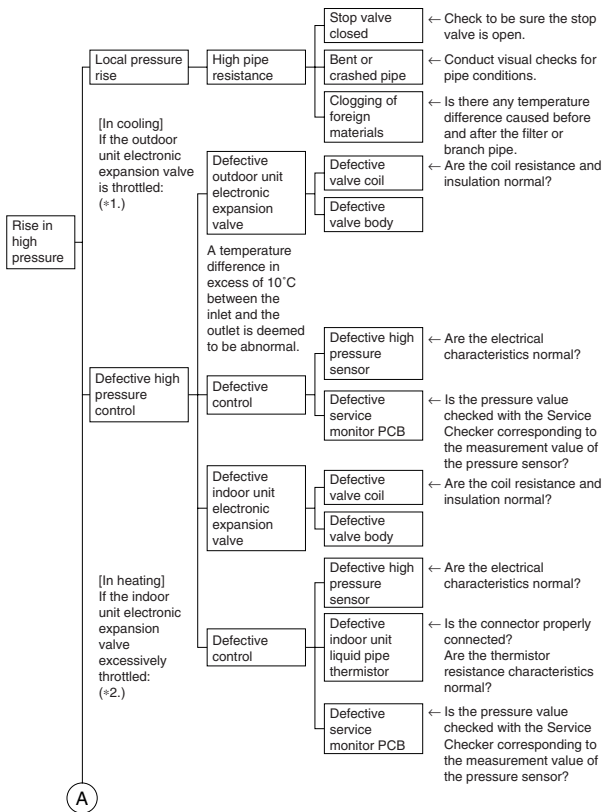 Stop valve
closed
← Check to be sure the stop
valve is open.
Local pressure
rise
High pipe
resistance
Bent or
crashed pipe
← Conduct visual checks for
pipe conditions.
Clogging of
foreign
materials
← Is there any temperature
difference caused before
and after the filter or
branch pipe.
[In cooling]
If the outdoor
unit electronic
expansion valve
is throttled:
(*1.)
Defective
outdoor unit
electronic
expansion
valve
Defective
valve coil
← Are the coil resistance and
insulation normal?
Defective
valve body
Rise in
high
pressure
A temperature
difference in
excess of 10˚C
between the
inlet and the
outlet is deemed
to be abnormal.
Defective high
pressure
sensor
← Are the electrical
characteristics normal?
Defective high
pressure
control
Defective
control
Defective
service
monitor PCB
← Is the pressure value
checked with the Service
Checker corresponding to
the measurement value of
the pressure sensor?
Defective
indoor unit
electronic
expansion
valve
Defective
valve coil
← Are the coil resistance and
insulation normal?
Defective
valve body
[In heating]
If the indoor
unit electronic
expansion
valve
excessively
throttled:
(*2.)
Defective high
pressure
sensor
← Are the electrical
characteristics normal?
Defective
control
Defective
indoor unit
liquid pipe
thermistor
← Is the connector properly
connected?
Are the thermistor
resistance characteristics
normal?
Defective
service
monitor PCB
← Is the pressure value
checked with the Service
Checker corresponding to
the measurement value of
the pressure sensor?
A